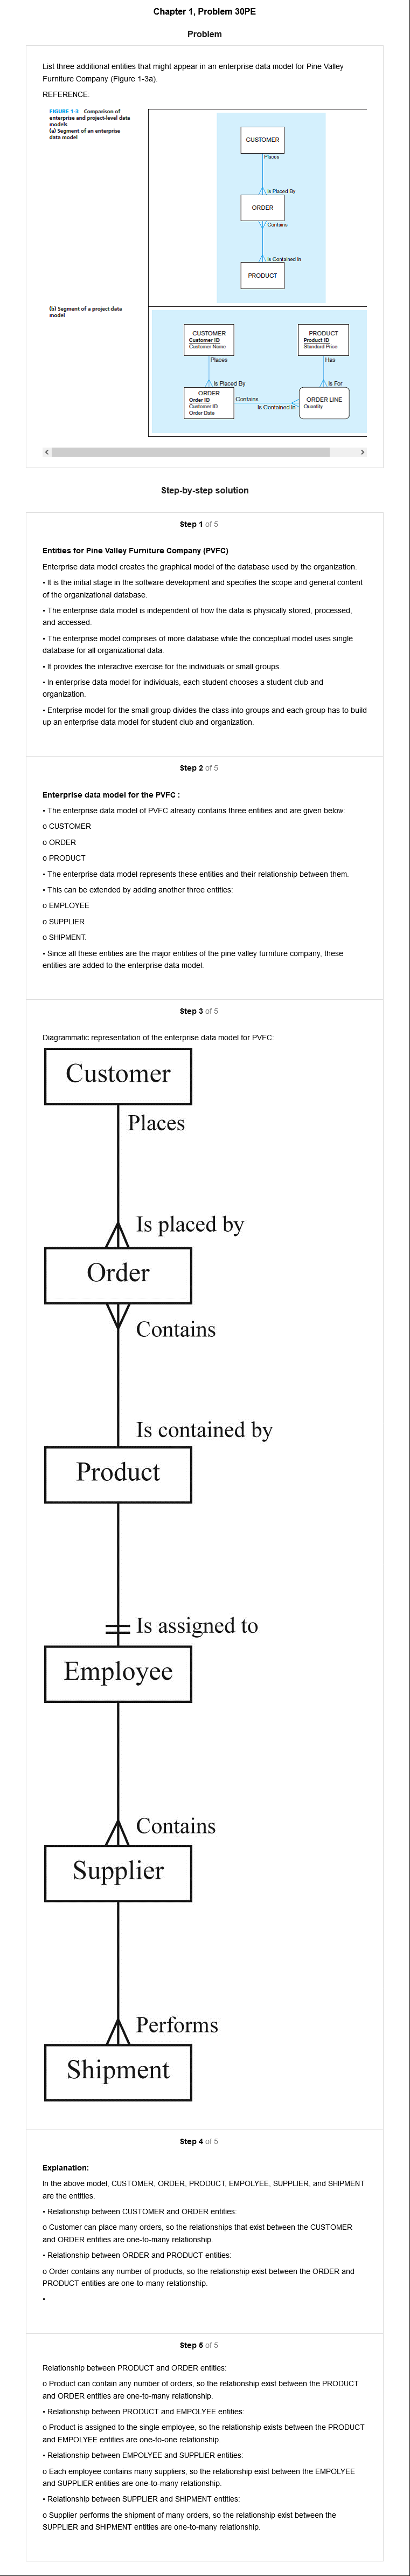 Chapter 1, Problem 30PE
Problem
List three additional entities that might appear in an enterprise data model for Pine Valley
Furniture Company (Figure 1-3a).
REFERENCE:
FIGURE 1-3 Comparison of
enterprise and project-level data
models
(a) Segment of an enterprise
data model
CUSTOMER
Places
Is Placed By
ORDER
Contains
Is Contained In
PRODUCT
(b) Segment of a project data
model
CUSTOMER
Customer ID
Customer Name
PRODUCT
Product ID
Standard Price
Places
Has
Is Placed By
Is For
ORDER
Order ID
Customer ID
Order Date
Contains
Is Contained In
ORDER LINE
Quantity
Step-by-step solution
Step 1 of 5
Entities for Pine Valley Furniture Company (PVFC)
Enterprise data model creates the graphical model of the database used by the organization.
• It is the initial stage in the software development and specifies the scope and general content
of the organizational database.
• The enterprise data model is independent of how the data is physically stored, processed,
and accessed.
• The enterprise model comprises of more database while the conceptual model uses single
database for all organizational data.
• It provides the interactive exercise for the individuals or small groups.
• In enterprise data model for individuals, each student chooses a student club and
organization.
• Enterprise model for the small group divides the class into groups and each group has to build
up an enterprise data model for student club and organization.
Step 2 of 5
Enterprise data model for the PVFC :
• The enterprise data model of PVFC already contains three entities and are given below:
o CUSTOMER
o ORDER
o PRODUCT
• The enterprise data model represents these entities and their relationship between them.
• This can be extended by adding another three entities:
o EMPLOYEE
o SUPPLIER
o SHIPMENT.
• Since all these entities are the major entities of the pine valley furniture company, these
entities are added to the enterprise data model.
Step 3 of 5
Diagrammatic representation of the enterprise data model for PVFC:
Customer
Places
Is placed by
Order
Contains
Is contained by
Product
Is assigned to
Employee
Contains
Supplier
Performs
Shipment
Step 4 of 5
Explanation:
In the above model, CUSTOMER, ORDER, PRODUCT, EMPOLYEE, SUPPLIER, and SHIPMENT
are the entities.
• Relationship between CUSTOMER and ORDER entities:
o Customer can place many orders, so the relationships that exist between the CUSTOMER
and ORDER entities are one-to-many relationship.
• Relationship between ORDER and PRODUCT entities:
o Order contains any number of products, so the relationship exist between the ORDER and
PRODUCT entities are one-to-many relationship.
•
Step 5 of 5
Relationship between PRODUCT and ORDER entities:
o Product can contain any number of orders, so the relationship exist between the PRODUCT
and ORDER entities are one-to-many relationship.
• Relationship between PRODUCT and EMPOLYEE entities:
o Product is assigned to the single employee, so the relationship exists between the PRODUCT
and EMPOLYEE entities are one-to-one relationship.
• Relationship between EMPOLYEE and SUPPLIER entities:
o Each employee contains many suppliers, so the relationship exist between the EMPOLYEE
and SUPPLIER entities are one-to-many relationship.
• Relationship between SUPPLIER and SHIPMENT entities:
o Supplier performs the shipment of many orders, so the relationship exist between the
SUPPLIER and SHIPMENT entities are one-to-many relationship.